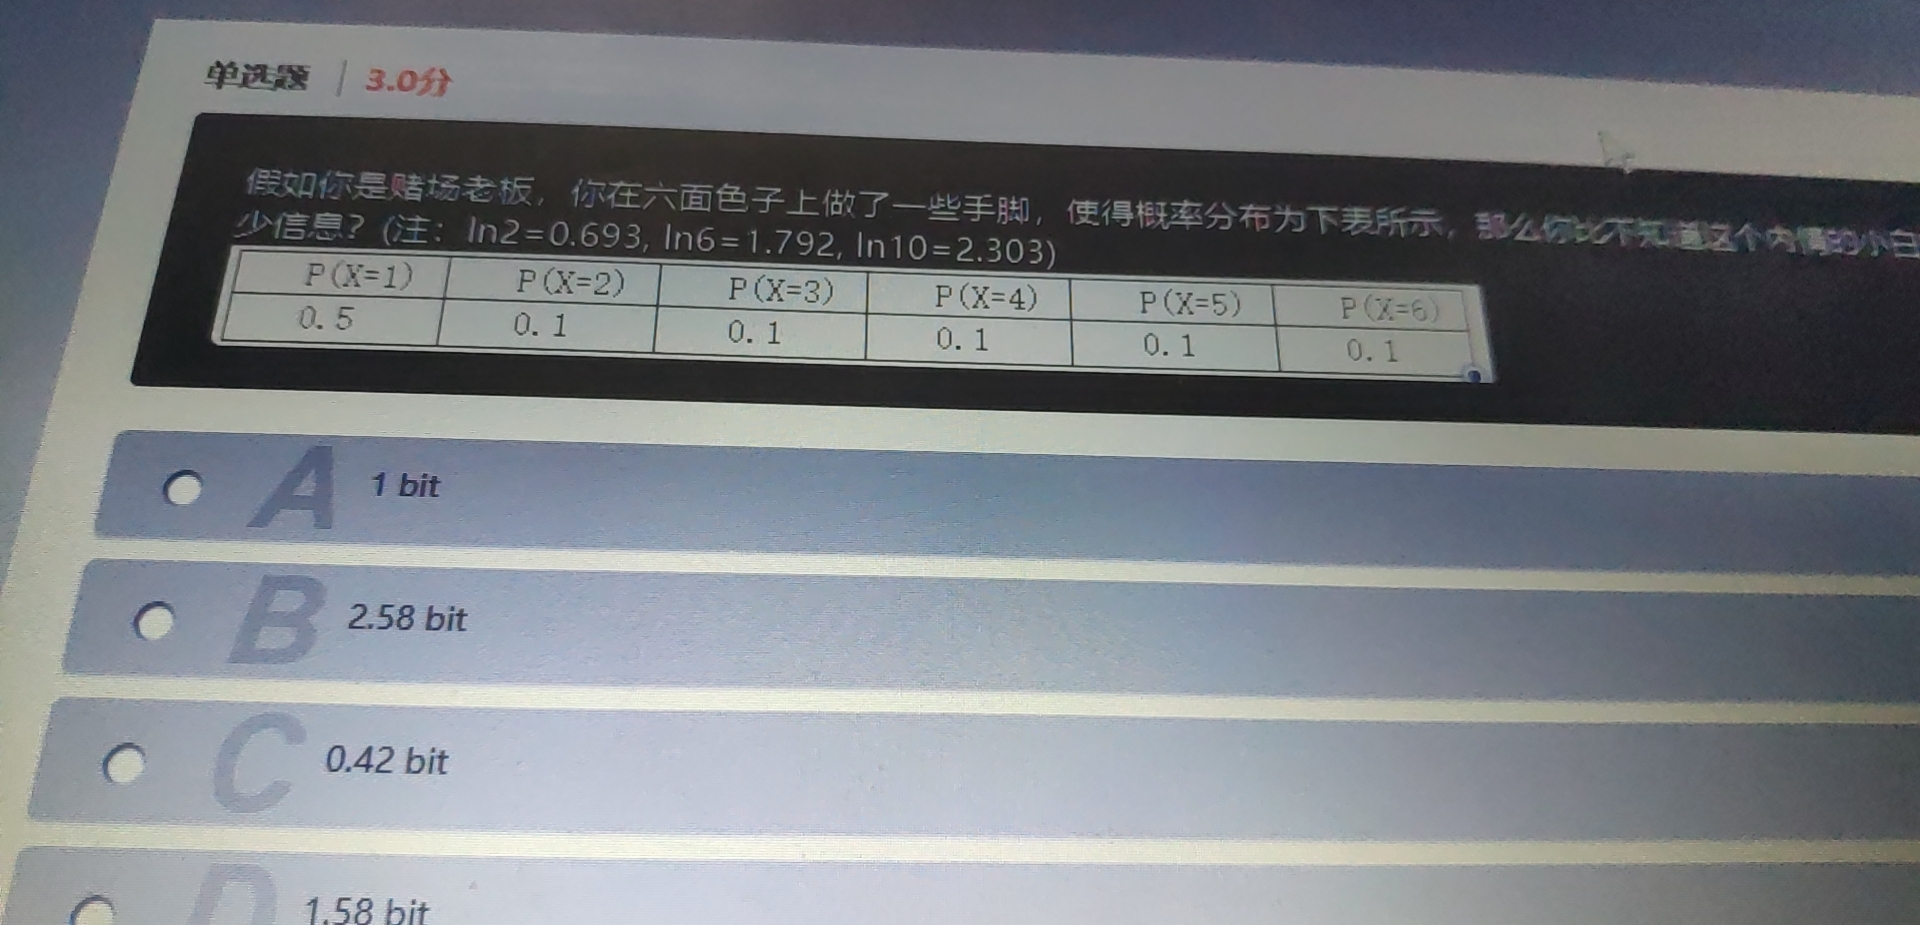 单选题 | 3.0分
假如你是赌场老板，你在六面色子上做了一些手脚，使得概率分布为下表所示，那么你比不知道这个内情的小白
少信息？(注：ln2=0.693, ln6=1.792, ln10=2.303)
P(X=1) P(X=2) P(X=3) P(X=4) P(X=5) P(X=6)
0.5 0.1 0.1 0.1 0.1 0.1
A 1 bit
B 2.58 bit
C 0.42 bit
D 1.58 bit